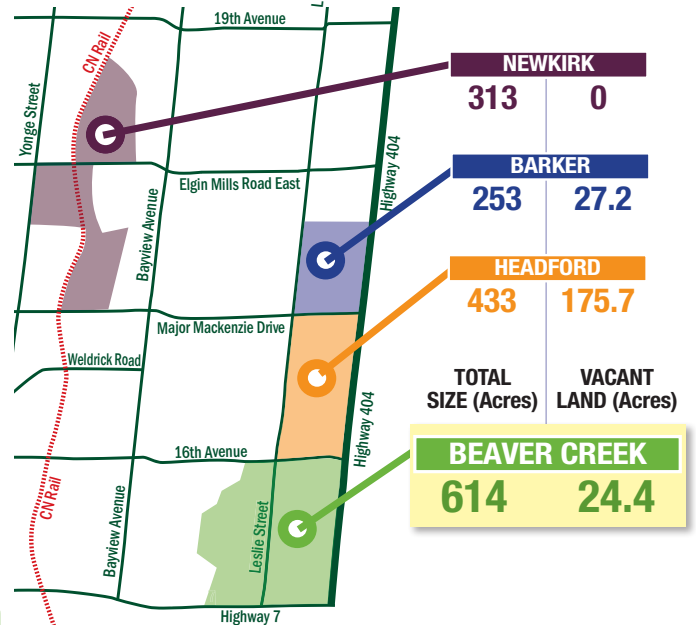 19th Avenue
CN Rail
Yonge Street
NEWKIRK
313 0
Highway 404
BARKER
253 27.2
Elgin Mills Road East
Bayview Avenue
HEADFORD
433 175.7
Major Mackenzie Drive
Weldrick Road
TOTAL VACANT
SIZE (Acres) LAND (Acres)
Highway 404
16th Avenue
BEAVER CREEK
614 24.4
CN Rail
Bayview Avenue
Leslie Street
Highway 7